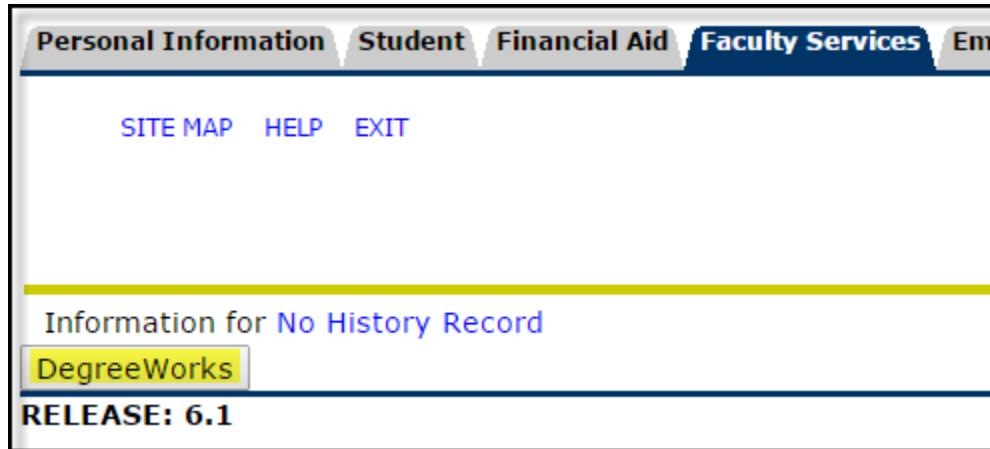 Personal Information Student Financial Aid Faculty Services Em
SITE MAP HELP EXIT
Information for No History Record
DegreeWorks
RELEASE: 6.1